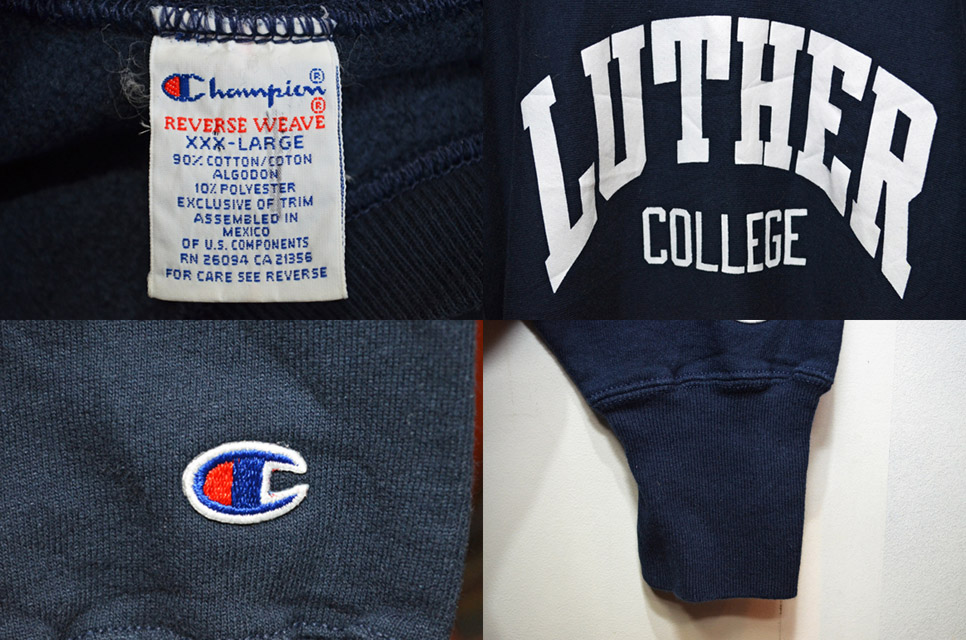 Champion®
®
REVERSE WEAVE
XXX-LARGE
90% COTTON/COTON
ALGODON
10% POLYESTER
EXCLUSIVE OF TRIM
ASSEMBLED IN
MEXICO
OF U.S. COMPONENTS
RN 26094 CA 21356
FOR CARE SEE REVERSE
LUTHER
COLLEGE
C